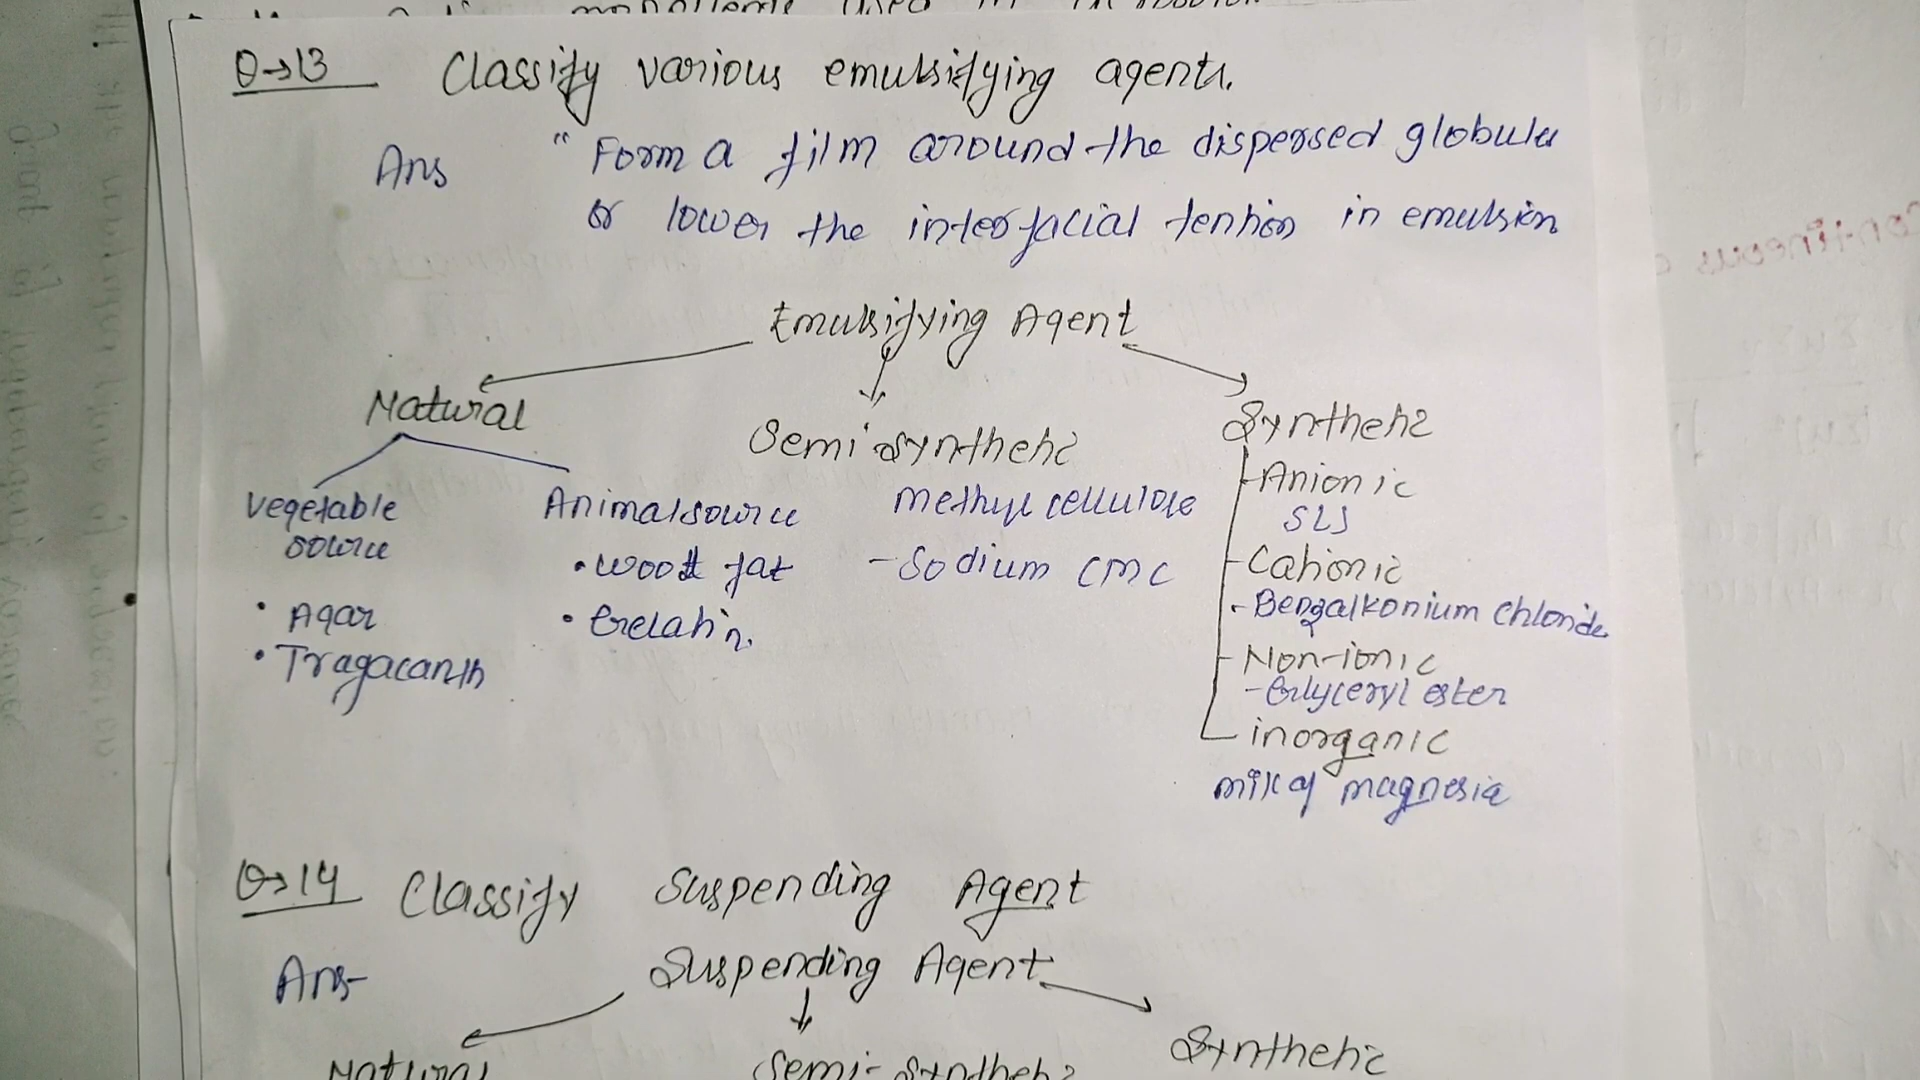 Q→13 Classify various emulsifying agents.
Ans "Form a film around the dispersed globules
or lower the interfacial tention in emulsion
Emulsifying Agent
Natural
Semi synthetic
Synthetic
Vegetable source
• Agar
• Tragacanth
Animal source
• wool fat
• Gelatin.
methyl cellulose
- Sodium CMC
- Anionic
SLS
- Cationic
- Benzalkonium chloride
- Non-ionic
- Glyceryl ester
inorganic
milk of magnesia
Q→14 Classify Suspending Agent
Ans-
Suspending Agent
Natural
Semi-synthetic
Synthetic